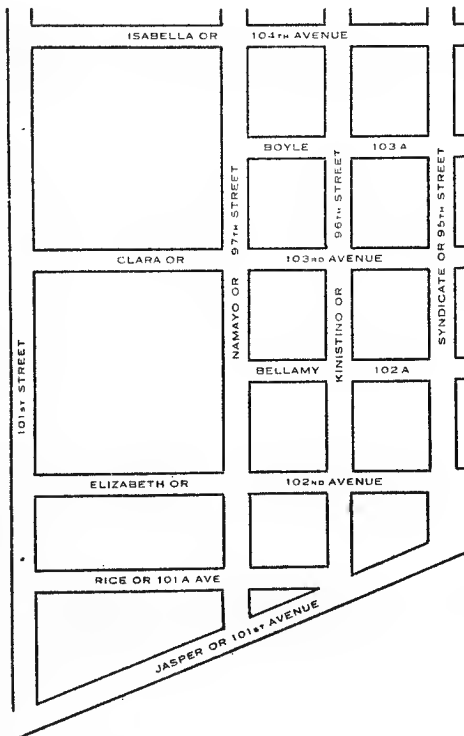 ISABELLA OR 104TH AVENUE
BOYLE 103 A
97TH STREET
96TH STREET
SYNDICATE OR 95TH STREET
CLARA OR 103RD AVENUE
NAMAYO OR
KINISTINO OR
101ST STREET
BELLAMY 102 A
ELIZABETH OR 102ND AVENUE
RICE OR 101 A AVE
JASPER OR 101ST AVENUE